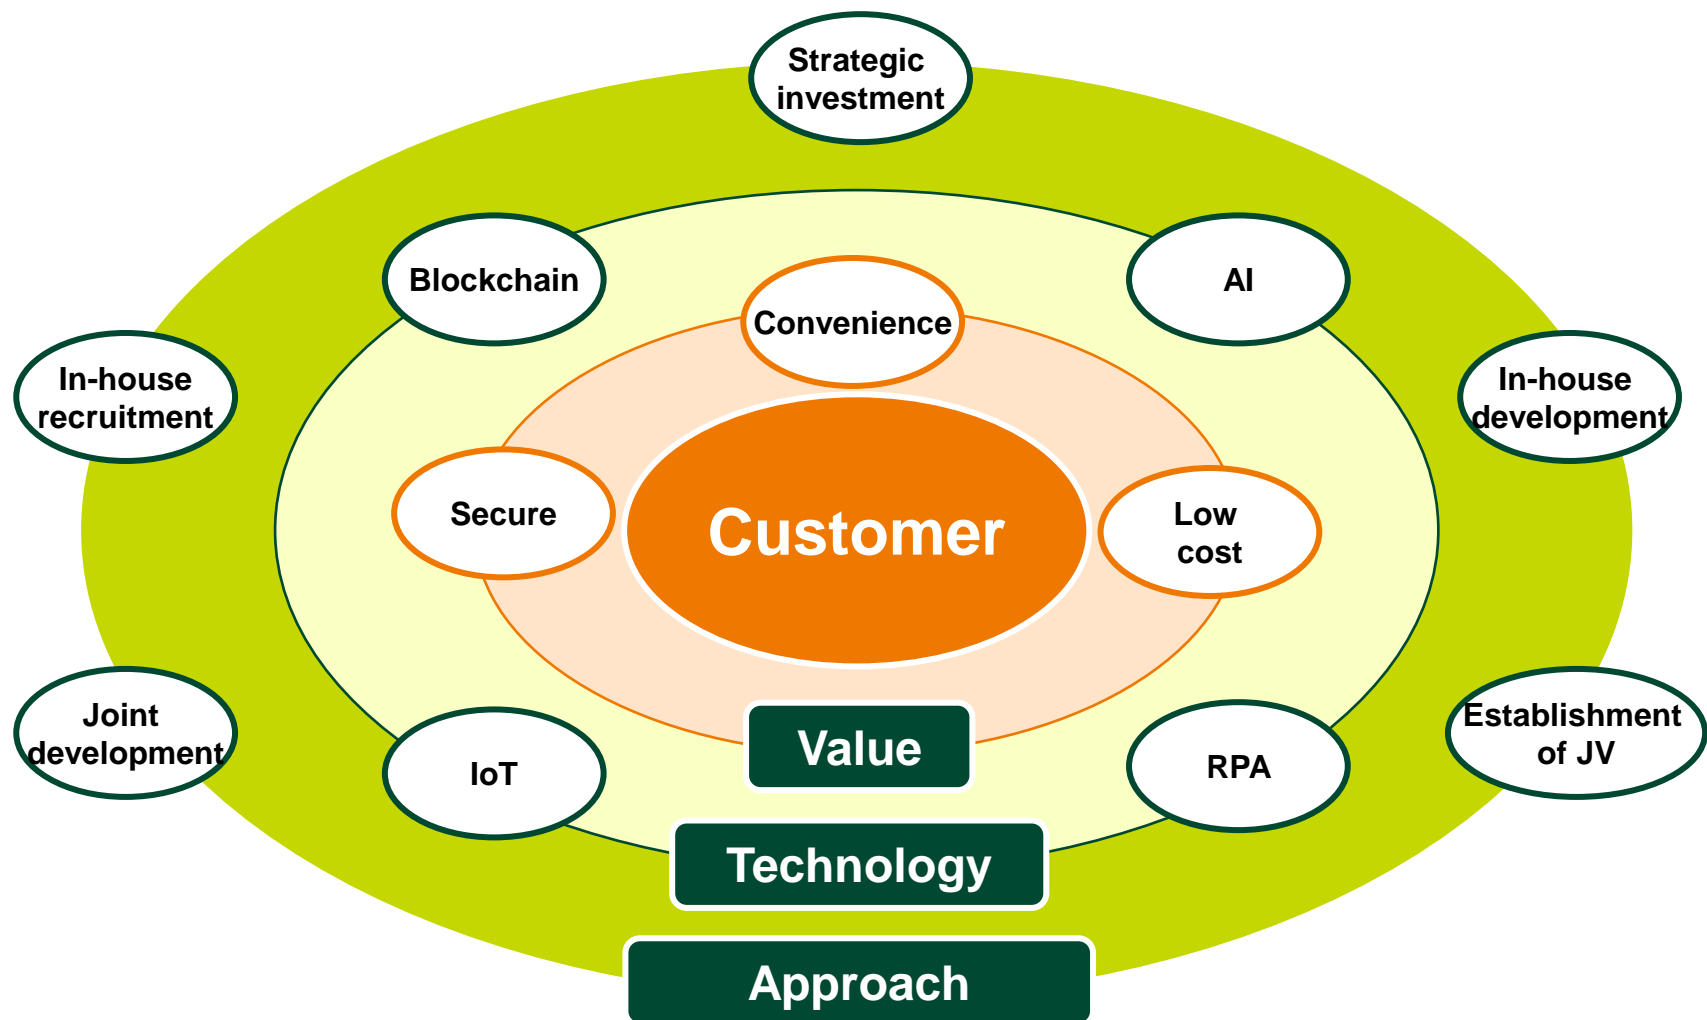 Strategic
investment
Blockchain
AI
Convenience
In-house
recruitment
In-house
development
Secure
Customer
Low
cost
Joint
development
Establishment
of JV
IoT
Value
RPA
Technology
Approach